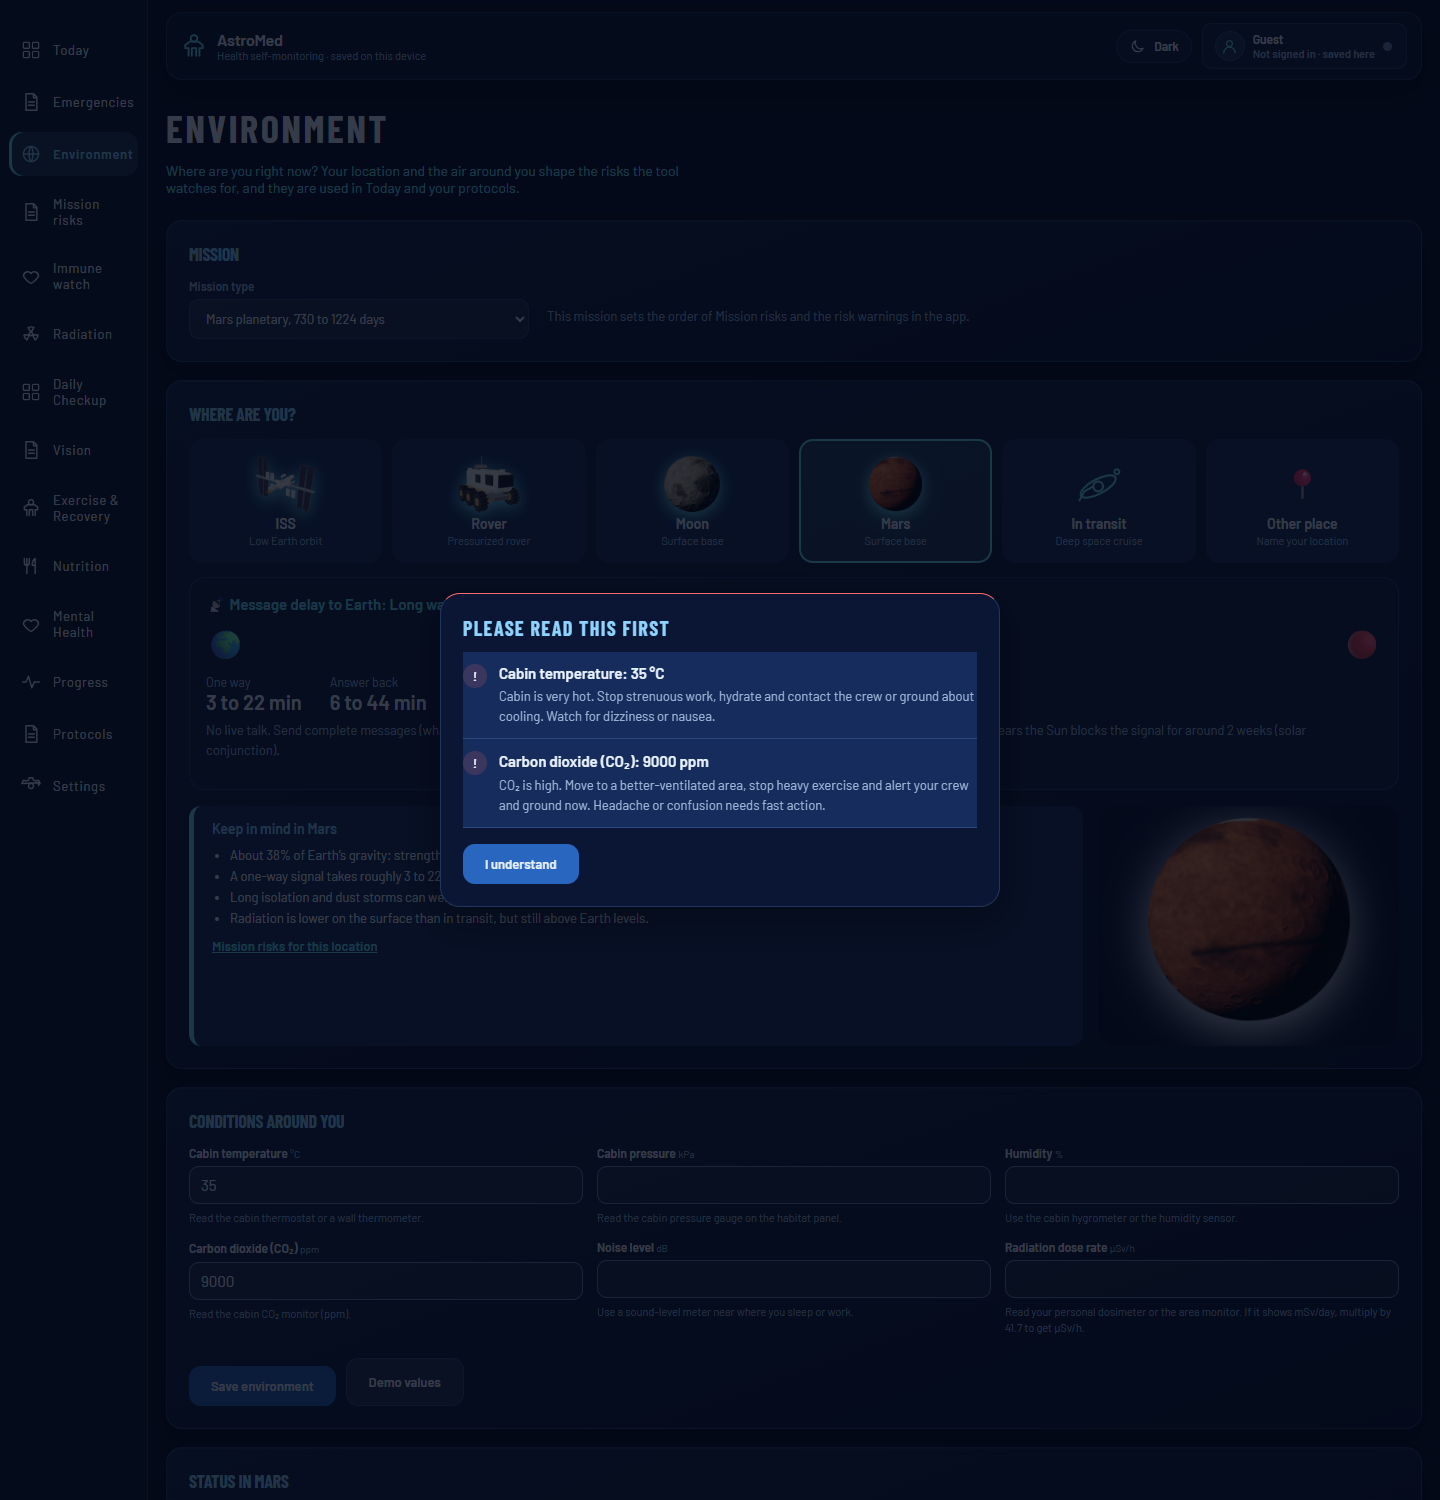 Today
Emergencies
Environment
Mission
risks
Immune
watch
Radiation
Daily
Checkup
Vision
Exercise &
Recovery
Nutrition
Mental
Health
Progress
Protocols
Settings
AstroMed
Health self-monitoring · saved on this device
Dark
Guest
Not signed in · saved here
ENVIRONMENT
Where are you right now? Your location and the air around you shape the risks the tool
watches for, and they are used in Today and your protocols.
MISSION
Mission type
Mars planetary, 730 to 1224 days
This mission sets the order of Mission risks and the risk warnings in the app.
WHERE ARE YOU?
ISS
Low Earth orbit
Rover
Pressurized rover
Moon
Surface base
Mars
Surface base
In transit
Deep space cruise
Other place
Name your location
Message delay to Earth: Long wa
One way
3 to 22 min
Answer back
6 to 44 min
No live talk. Send complete messages (wh
ears the Sun blocks the signal for around 2 weeks (solar
conjunction).
PLEASE READ THIS FIRST
! Cabin temperature: 35 °C
Cabin is very hot. Stop strenuous work, hydrate and contact the crew or ground about
cooling. Watch for dizziness or nausea.
! Carbon dioxide (CO₂): 9000 ppm
CO₂ is high. Move to a better-ventilated area, stop heavy exercise and alert your crew
and ground now. Headache or confusion needs fast action.
I understand
Keep in mind in Mars
• About 38% of Earth's gravity: strength
• A one-way signal takes roughly 3 to 22
• Long isolation and dust storms can we
• Radiation is lower on the surface than in transit, but still above Earth levels.
Mission risks for this location
CONDITIONS AROUND YOU
Cabin temperature °C
35
Read the cabin thermostat or a wall thermometer.
Cabin pressure kPa
Read the cabin pressure gauge on the habitat panel.
Humidity %
Use the cabin hygrometer or the humidity sensor.
Carbon dioxide (CO₂) ppm
9000
Read the cabin CO₂ monitor (ppm).
Noise level dB
Use a sound-level meter near where you sleep or work.
Radiation dose rate µSv/h
Read your personal dosimeter or the area monitor. If it shows mSv/day, multiply by
41.7 to get µSv/h.
Save environment
Demo values
STATUS IN MARS